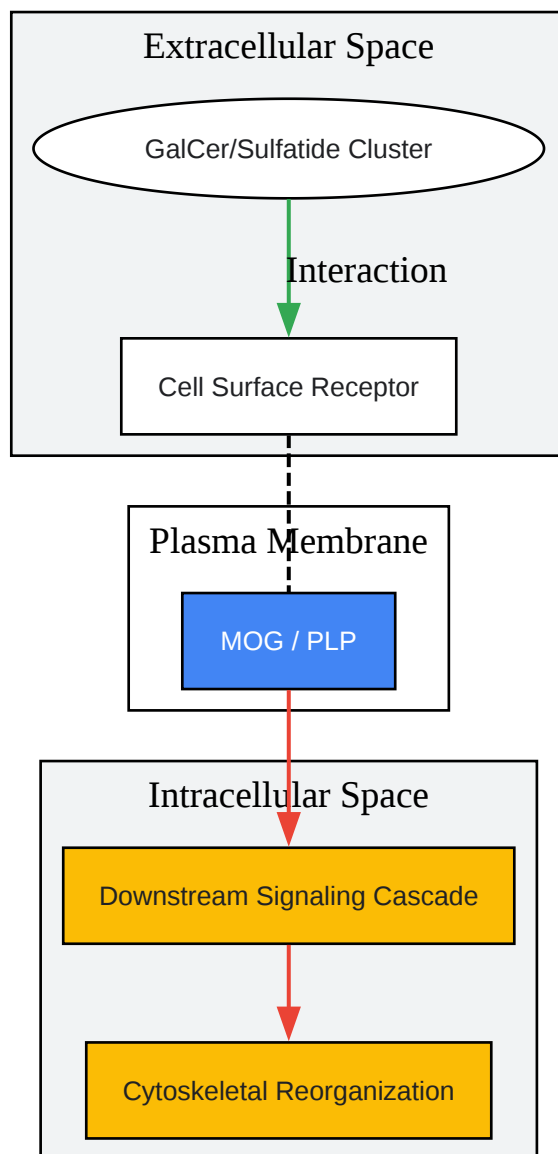 Extracellular Space
GalCer/Sulfatide Cluster
Interaction
Cell Surface Receptor
Plasma Membrane
MOG / PLP
Intracellular Space
Downstream Signaling Cascade
Cytoskeletal Reorganization